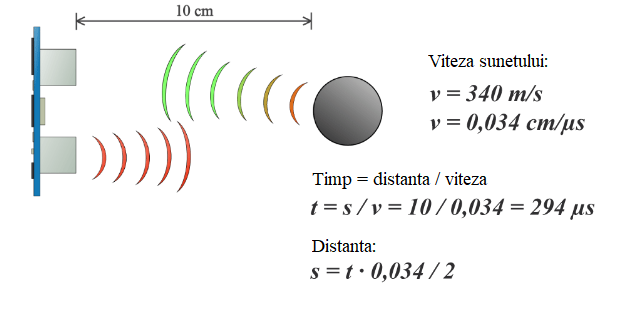 10 cm
Viteza sunetului:
v = 340 m/s
v = 0,034 cm/µs
Timp = distanta / viteza
t = s / v = 10 / 0,034 = 294 µs
Distanta:
s = t · 0,034 / 2